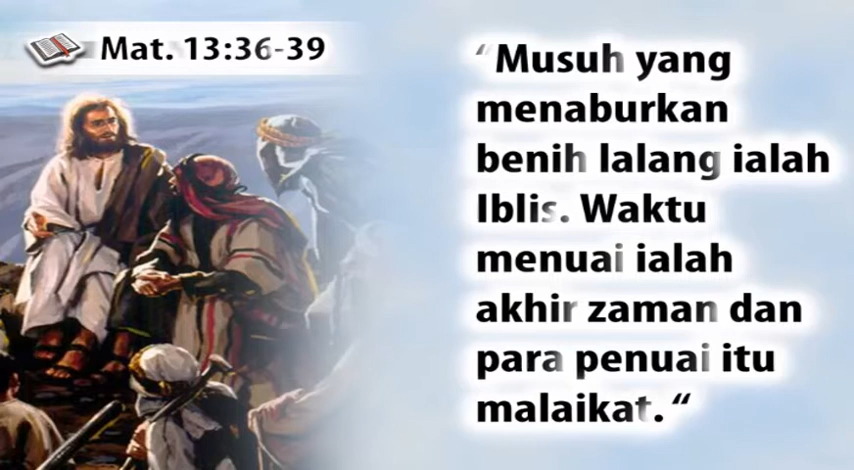 Mat. 13:36-39
“Musuh yang
menaburkan
benih lalang ialah
Iblis. Waktu
menuai ialah
akhir zaman dan
para penuai itu
malaikat.“